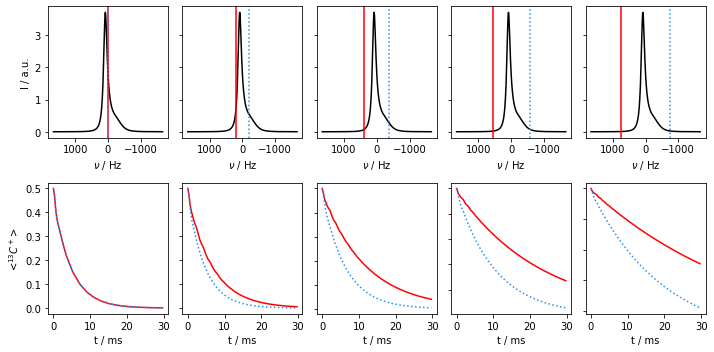 I / a.u.
3
2
1
0
1000 0 −1000
1000 0 −1000
1000 0 −1000
1000 0 −1000
1000 0 −1000
ν / Hz
ν / Hz
ν / Hz
ν / Hz
ν / Hz
<¹³C⁺>
0.5
0.4
0.3
0.2
0.1
0.0
0 10 20 30
0 10 20 30
0 10 20 30
0 10 20 30
0 10 20 30
t / ms
t / ms
t / ms
t / ms
t / ms